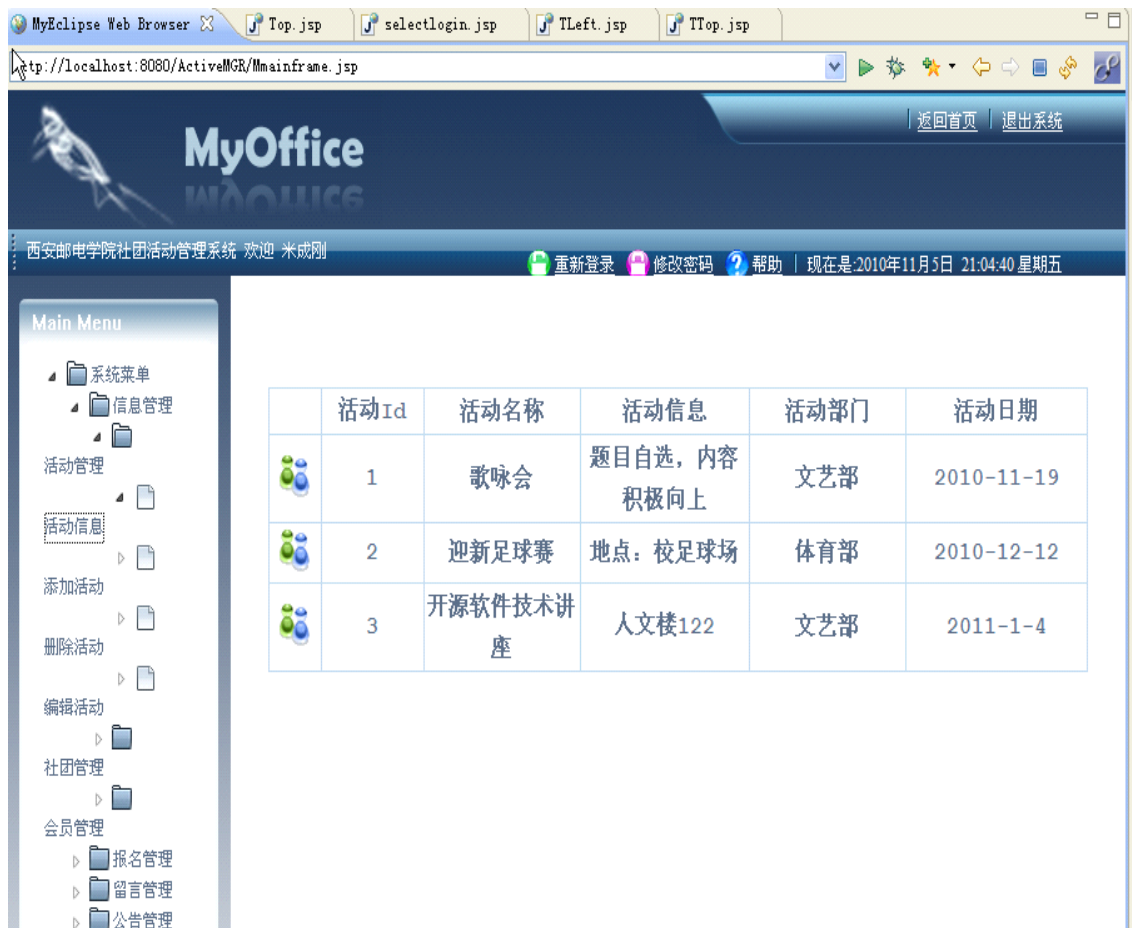 MyEclipse Web Browser Top.jsp selectlogin.jsp TLeft.jsp TTop.jsp
tp://localhost:8080/ActiveMGR/Mmainframe.jsp
返回首页 退出系统
MyOffice
西安邮电学院社团活动管理系统 欢迎 米成刚
重新登录 修改密码 帮助 | 现在是:2010年11月5日 21:04:40 星期五
Main Menu
系统菜单
信息管理
活动管理
活动信息
添加活动
删除活动
编辑活动
社团管理
会员管理
报名管理
留言管理
公告管理
活动Id 活动名称 活动信息 活动部门 活动日期
1 歌咏会 题目自选，内容积极向上 文艺部 2010-11-19
2 迎新足球赛 地点：校足球场 体育部 2010-12-12
3 开源软件技术讲座 人文楼122 文艺部 2011-1-4